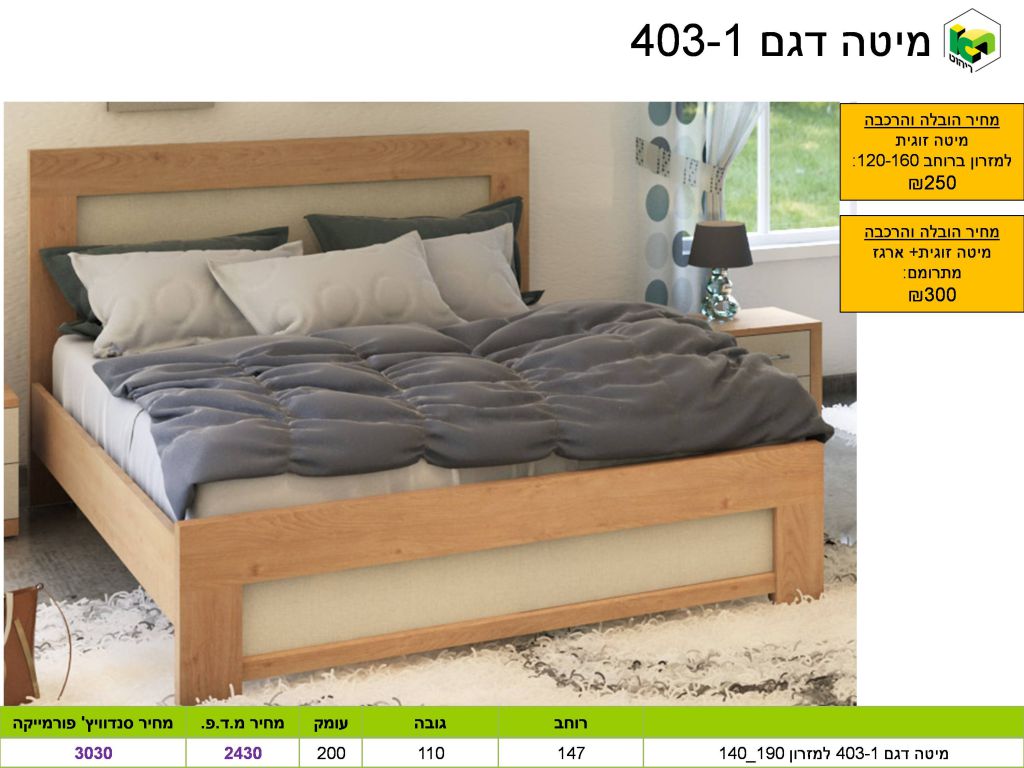 מיטה דגם 403-1
ריהוט
מחיר הובלה והרכבה
מיטה זוגית
למזרון ברוחב 120-160:
250₪
מחיר הובלה והרכבה
מיטה זוגית+ ארגז
מתרומם:
300₪
רוחב גובה עומק מחיר מ.ד.פ. מחיר סנדוויץ' פורמייקה
מיטה דגם 403-1 למזרון 190_140 147 110 200 2430 3030